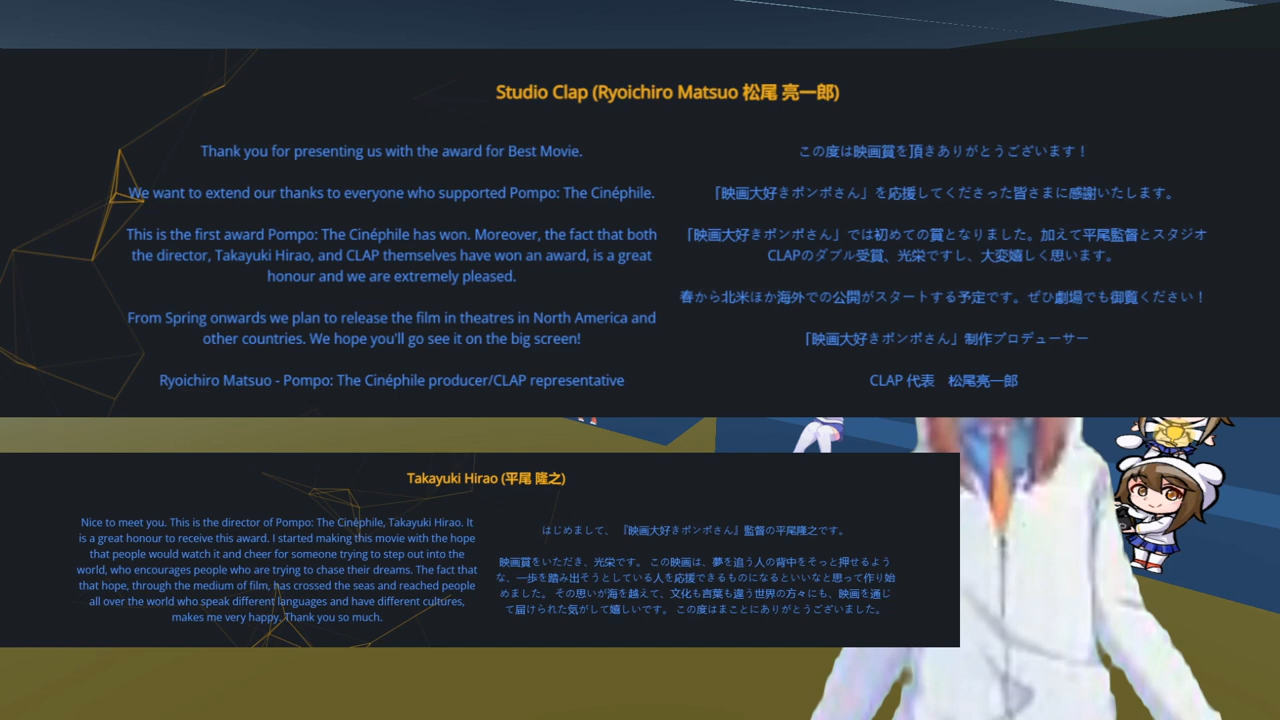 Studio Clap (Ryoichiro Matsuo 松尾 亮一郎)
Thank you for presenting us with the award for Best Movie.
We want to extend our thanks to everyone who supported Pompo: The Cinéphile.
This is the first award Pompo: The Cinéphile has won. Moreover, the fact that both
the director, Takayuki Hirao, and CLAP themselves have won an award, is a great
honour and we are extremely pleased.
From Spring onwards we plan to release the film in theatres in North America and
other countries. We hope you'll go see it on the big screen!
Ryoichiro Matsuo - Pompo: The Cinéphile producer/CLAP representative
この度は映画賞を頂きありがとうございます！
「映画大好きポンポさん」を応援してくださった皆さまに感謝いたします。
「映画大好きポンポさん」では初めての賞となりました。加えて平尾監督とスタジオ
CLAPのダブル受賞、光栄ですし、大変嬉しく思います。
春から北米ほか海外での公開がスタートする予定です。ぜひ劇場でも御覧ください！
「映画大好きポンポさん」制作プロデューサー
CLAP 代表　松尾亮一郎
Takayuki Hirao (平尾 隆之)
Nice to meet you. This is the director of Pompo: The Cinéphile, Takayuki Hirao. It
is a great honour to receive this award. I started making this movie with the hope
that people would watch it and cheer for someone trying to step out into the
world, who encourages people who are trying to chase their dreams. The fact that
that hope, through the medium of film, has crossed the seas and reached people
all over the world who speak different languages and have different cultures,
makes me very happy. Thank you so much.
はじめまして、『映画大好きポンポさん』監督の平尾隆之です。
映画賞をいただき、光栄です。 この映画は、夢を追う人の背中をそっと押せるよう
な、一歩を踏み出そうとしている人を応援できるものになるといいなと思って作り始
めました。 その思いが海を越えて、文化も言葉も違う世界の方々にも、映画を通じ
て届けられた気がして嬉しいです。 この度はまことにありがとうございました。